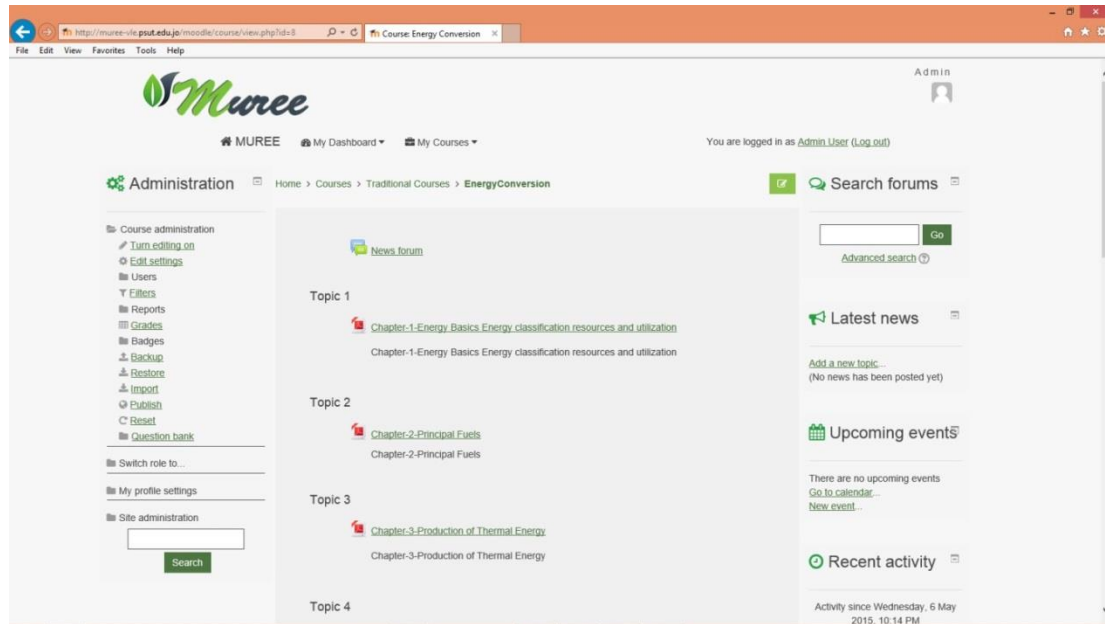 http://muree-vle.psut.edu.jo/moodle/course/view.php?id=8
Course: Energy Conversion
File Edit View Favorites Tools Help
Muree
Admin
MUREE My Dashboard My Courses
You are logged in as Admin User (Log out)
Administration
Home > Courses > Traditional Courses > EnergyConversion
Course administration
Turn editing on
Edit settings
Users
Filters
Reports
Grades
Badges
Backup
Restore
Import
Publish
Reset
Question bank
Switch role to...
My profile settings
Site administration
Search
News forum
Topic 1
Chapter-1-Energy Basics Energy classification resources and utilization
Chapter-1-Energy Basics Energy classification resources and utilization
Topic 2
Chapter-2-Principal Fuels
Chapter-2-Principal Fuels
Topic 3
Chapter-3-Production of Thermal Energy
Chapter-3-Production of Thermal Energy
Topic 4
Search forums
Go
Advanced search
Latest news
Add a new topic...
(No news has been posted yet)
Upcoming events
There are no upcoming events
Go to calendar...
New event...
Recent activity
Activity since Wednesday, 6 May
2015, 10:14 PM